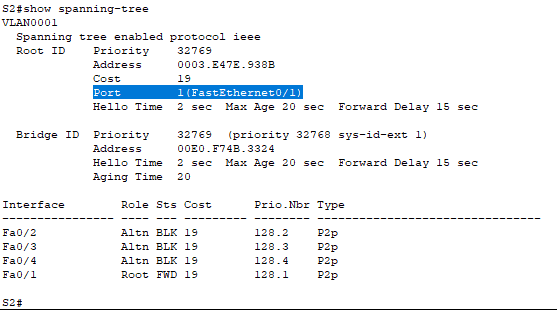 S2#show spanning-tree
VLAN0001
  Spanning tree enabled protocol ieee
  Root ID    Priority    32769
             Address     0003.E47E.938B
             Cost        19
             Port        1(FastEthernet0/1)
             Hello Time  2 sec  Max Age 20 sec  Forward Delay 15 sec

  Bridge ID  Priority    32769  (priority 32768 sys-id-ext 1)
             Address     00E0.F74B.3324
             Hello Time  2 sec  Max Age 20 sec  Forward Delay 15 sec
             Aging Time  20

Interface        Role Sts Cost      Prio.Nbr Type
---------------- ---- --- --------- -------- --------------------------------
Fa0/2            Altn BLK 19        128.2    P2p
Fa0/3            Altn BLK 19        128.3    P2p
Fa0/4            Altn BLK 19        128.4    P2p
Fa0/1            Root FWD 19        128.1    P2p

S2#